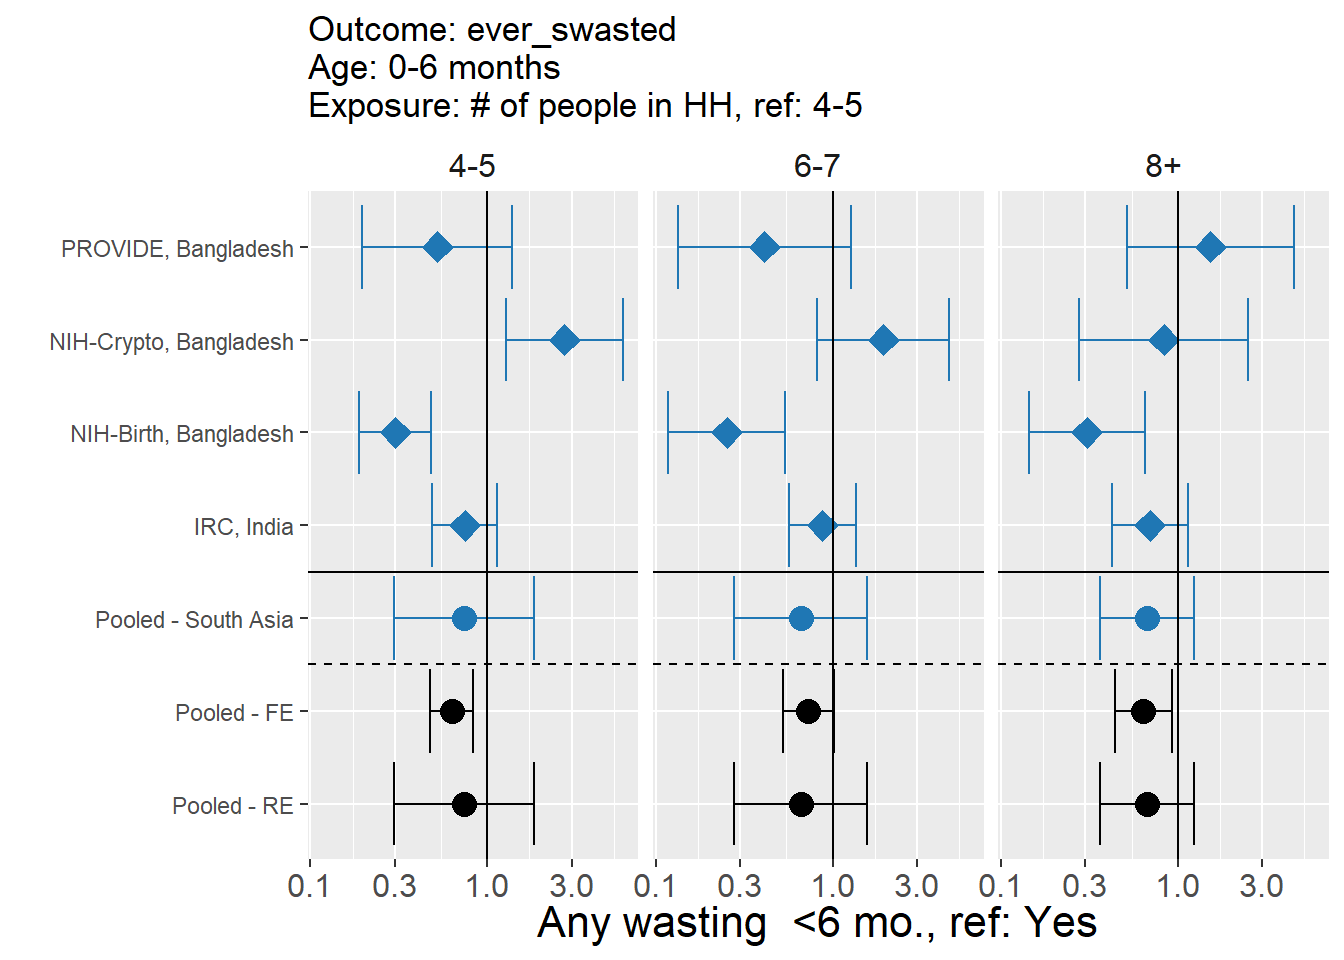 Outcome: ever_swasted
Age: 0-6 months
Exposure: # of people in HH, ref: 4-5
4-5 6-7 8+
PROVIDE, Bangladesh
NIH-Crypto, Bangladesh
NIH-Birth, Bangladesh
IRC, India
Pooled - South Asia
Pooled - FE
Pooled - RE
0.1 0.3 1.0 3.0 0.1 0.3 1.0 3.0 0.1 0.3 1.0 3.0
Any wasting  <6 mo., ref: Yes